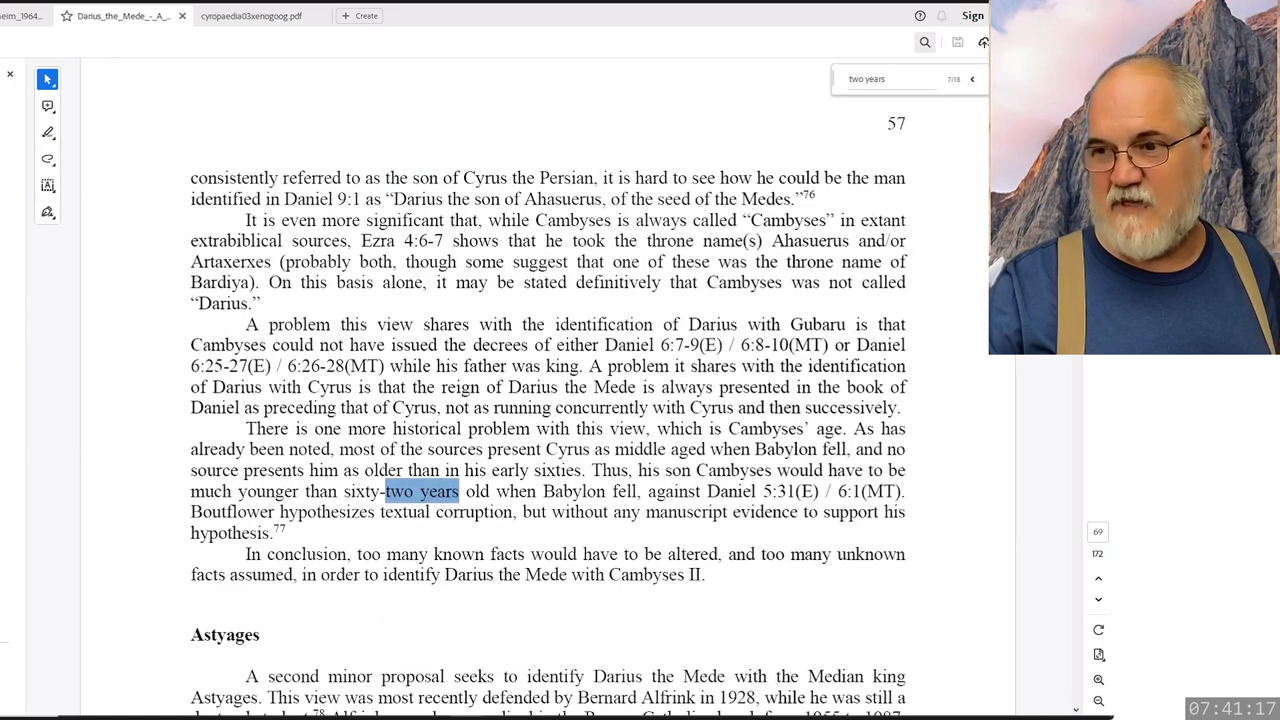 eim_1964...
Darius_the_Mede_-_A_...
cyropaedia03xenogoog.pdf
Create
Sign
two years
7/18
57
consistently referred to as the son of Cyrus the Persian, it is hard to see how he could be the man
identified in Daniel 9:1 as “Darius the son of Ahasuerus, of the seed of the Medes.”76
It is even more significant that, while Cambyses is always called “Cambyses” in extant
extrabiblical sources, Ezra 4:6-7 shows that he took the throne name(s) Ahasuerus and/or
Artaxerxes (probably both, though some suggest that one of these was the throne name of
Bardiya). On this basis alone, it may be stated definitively that Cambyses was not called
“Darius.”
A problem this view shares with the identification of Darius with Gubaru is that
Cambyses could not have issued the decrees of either Daniel 6:7-9(E) / 6:8-10(MT) or Daniel
6:25-27(E) / 6:26-28(MT) while his father was king. A problem it shares with the identification
of Darius with Cyrus is that the reign of Darius the Mede is always presented in the book of
Daniel as preceding that of Cyrus, not as running concurrently with Cyrus and then successively.
There is one more historical problem with this view, which is Cambyses’ age. As has
already been noted, most of the sources present Cyrus as middle aged when Babylon fell, and no
source presents him as older than in his early sixties. Thus, his son Cambyses would have to be
much younger than sixty-two years old when Babylon fell, against Daniel 5:31(E) / 6:1(MT).
Boutflower hypothesizes textual corruption, but without any manuscript evidence to support his
hypothesis.77
In conclusion, too many known facts would have to be altered, and too many unknown
facts assumed, in order to identify Darius the Mede with Cambyses II.
Astyages
A second minor proposal seeks to identify Darius the Mede with the Median king
Astyages. This view was most recently defended by Bernard Alfrink in 1928, while he was still a
69
172
07:41:17